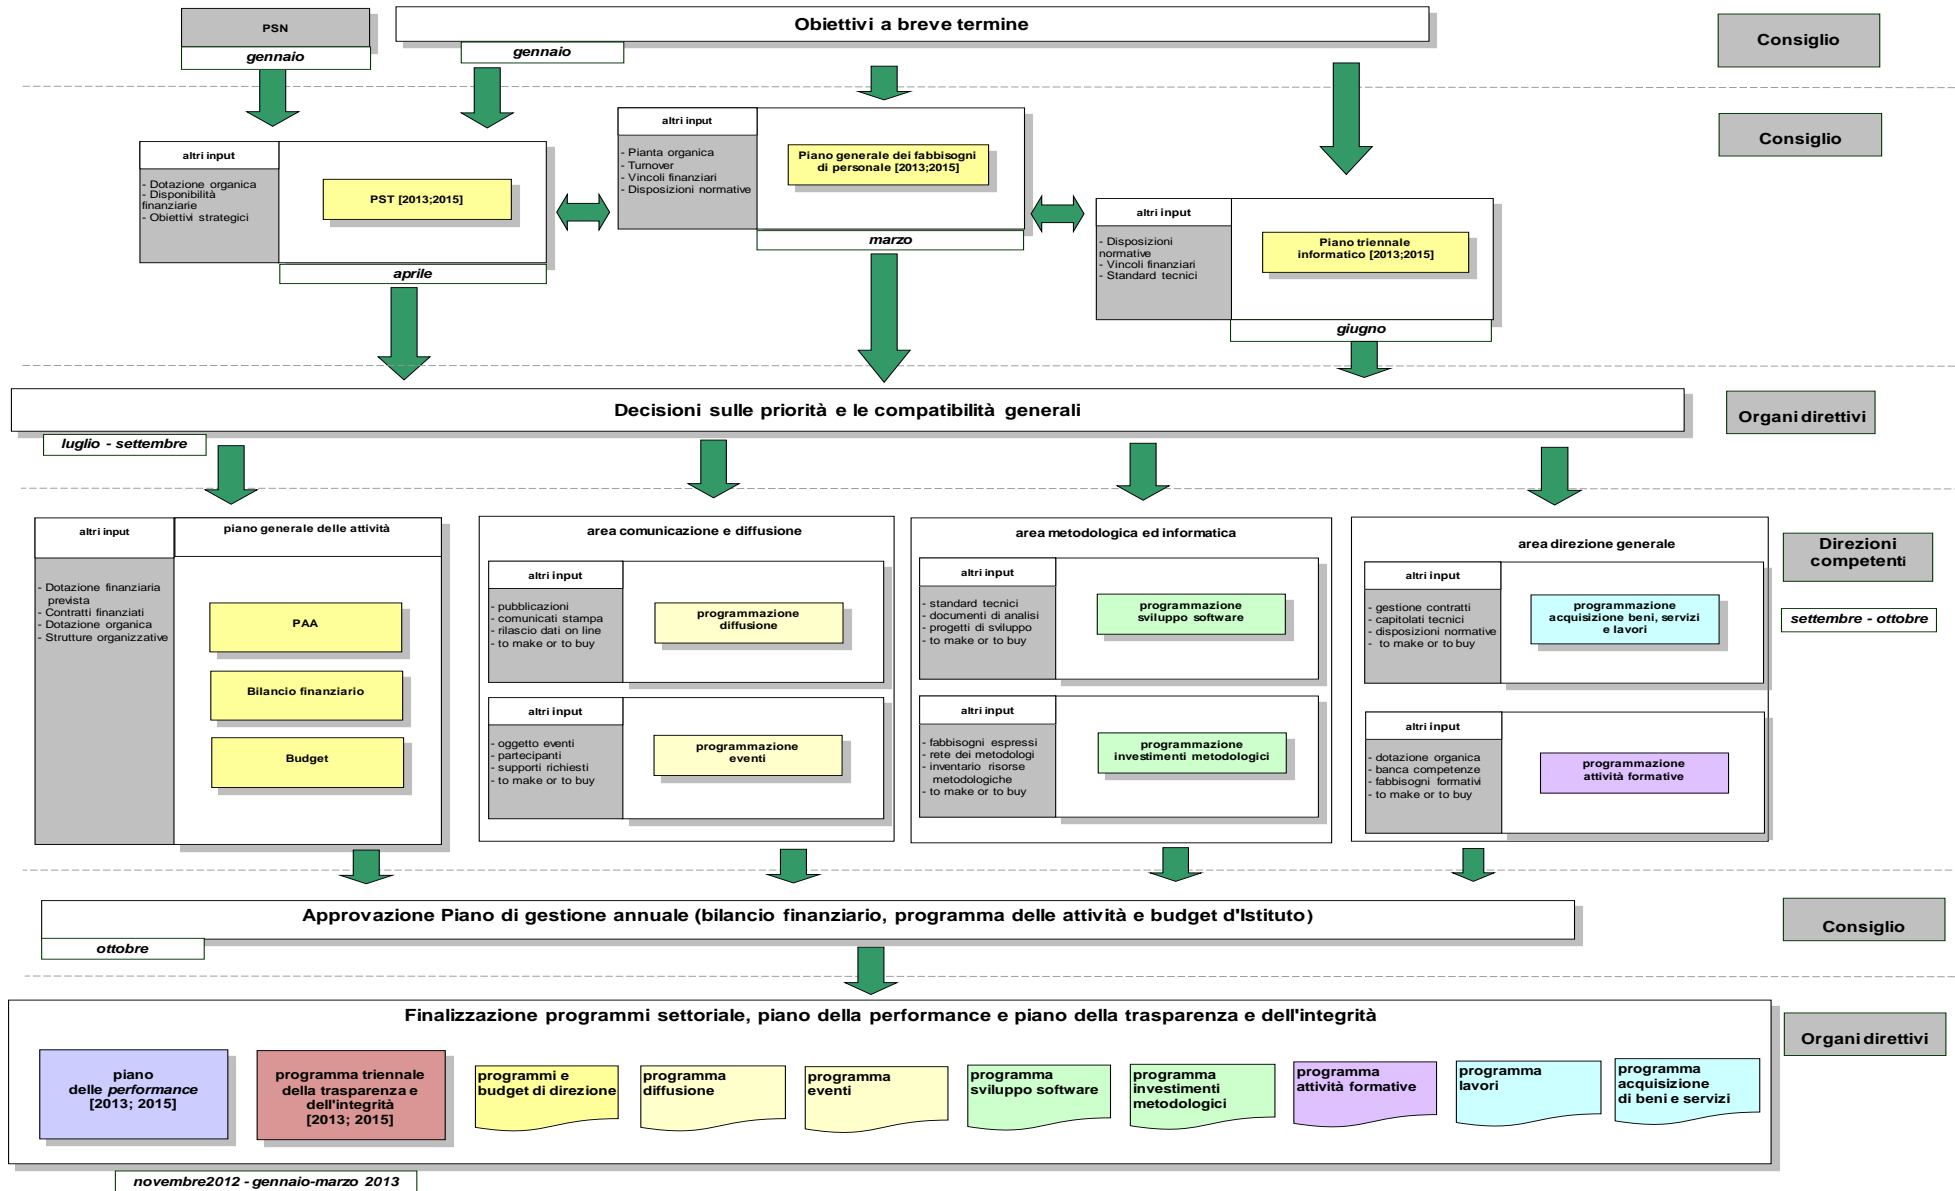 PSN
gennaio
Obiettivi a breve termine
gennaio
Consiglio
altri input
- Dotazione organica
- Disponibilità
finanziarie
- Obiettivi strategici
PST [2013;2015]
aprile
altri input
- Pianta organica
- Turnover
- Vincoli finanziari
- Disposizioni normative
Piano generale dei fabbisogni
di personale [2013;2015]
marzo
altri input
- Disposizioni
normative
- Vincoli finanziari
- Standard tecnici
Piano triennale
informatico [2013;2015]
giugno
Consiglio
Decisioni sulle priorità e le compatibilità generali
luglio - settembre
Organi direttivi
altri input
- Dotazione finanziaria
prevista
- Contratti finanziati
- Dotazione organica
- Strutture organizzative
piano generale delle attività
PAA
Bilancio finanziario
Budget
area comunicazione e diffusione
altri input
- pubblicazioni
- comunicati stampa
- rilascio dati on line
- to make or to buy
programmazione
diffusione
altri input
- oggetto eventi
- partecipanti
- supporti richiesti
- to make or to buy
programmazione
eventi
area metodologica ed informatica
altri input
- standard tecnici
- documenti di analisi
- progetti di sviluppo
- to make or to buy
programmazione
sviluppo software
altri input
- fabbisogni espressi
- rete dei metodologi
- inventario risorse
metodologiche
- to make or to buy
programmazione
investimenti metodologici
area direzione generale
altri input
- gestione contratti
- capitolati tecnici
- disposizioni normative
- to make or to buy
programmazione
acquisizione beni, servizi
e lavori
altri input
- dotazione organica
- banca competenze
- fabbisogni formativi
- to make or to buy
programmazione
attività formative
Direzioni
competenti
settembre - ottobre
Approvazione Piano di gestione annuale (bilancio finanziario, programma delle attività e budget d'Istituto)
ottobre
Consiglio
Finalizzazione programmi settoriale, piano della performance e piano della trasparenza e dell'integrità
Organi direttivi
piano
delle performance
[2013; 2015]
programma triennale
della trasparenza e
dell'integrità
[2013; 2015]
programmi e
budget di direzione
programma
diffusione
programma
eventi
programma
sviluppo software
programma
investimenti
metodologici
programma
attività formative
programma
lavori
programma
acquisizione
di beni e servizi
novembre2012 - gennaio-marzo 2013